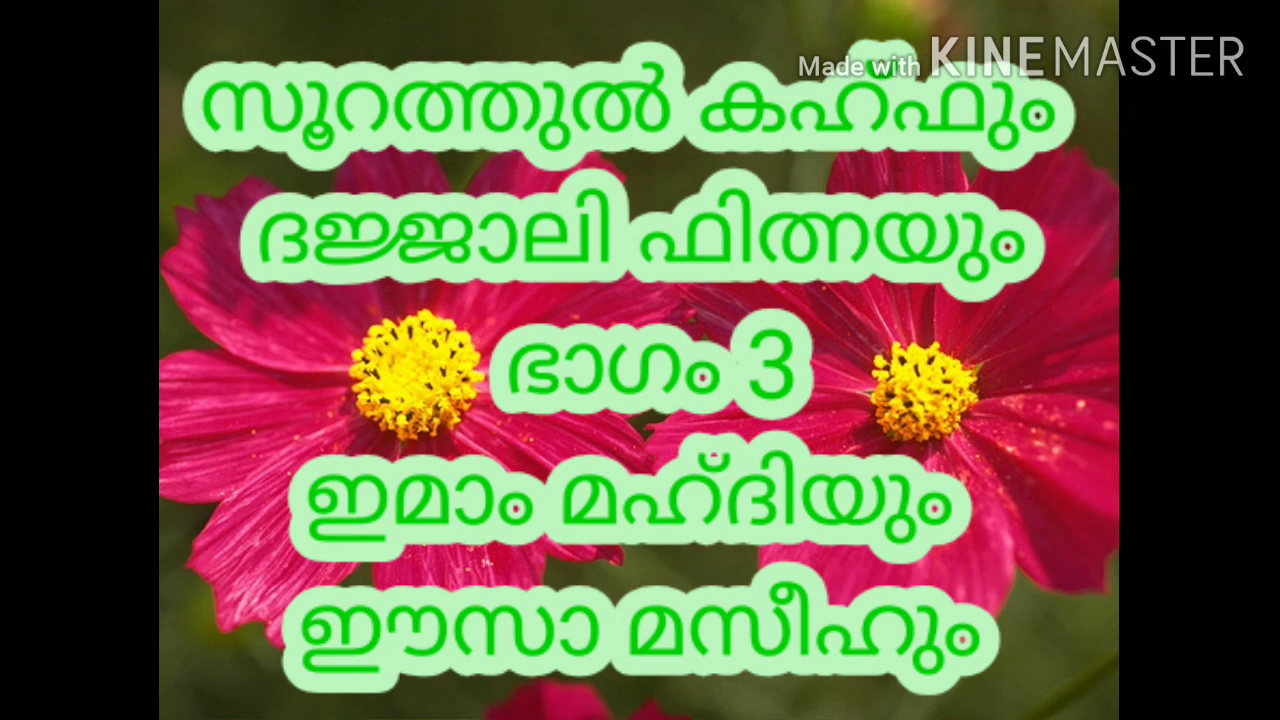 Made with KINEMASTER
സൂറത്തുൽ കഹ്ഫും
ദജ്ജാലി ഫിത്നയും
ഭാഗം 3
ഇമാം മഹ്ദിയും
ഈസാ മസീഹും